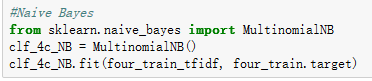 #Naive Bayes
from sklearn.naive_bayes import MultinomialNB
clf_4c_NB = MultinomialNB()
clf_4c_NB.fit(four_train_tfidf, four_train.target)